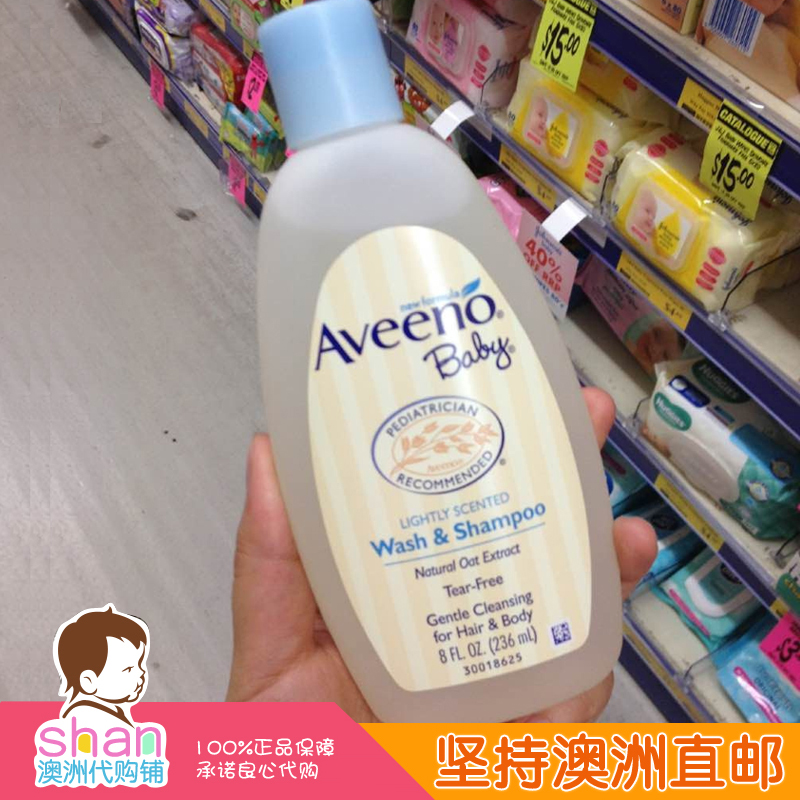 new formula
Aveeno®
Baby®
PEDIATRICIAN
AVEENO
RECOMMENDED
LIGHTLY SCENTED
Wash & Shampoo
Natural Oat Extract
Tear-Free
Gentle Cleansing
for Hair & Body
8 FL. OZ. (236 mL)
30018625
$15.00
CATALOGUE
$15.00
40%
OFF RRP
Johnson's
HUGGIES
shan
澳洲代购铺
100%正品保障
承诺良心代购
坚持澳洲直邮